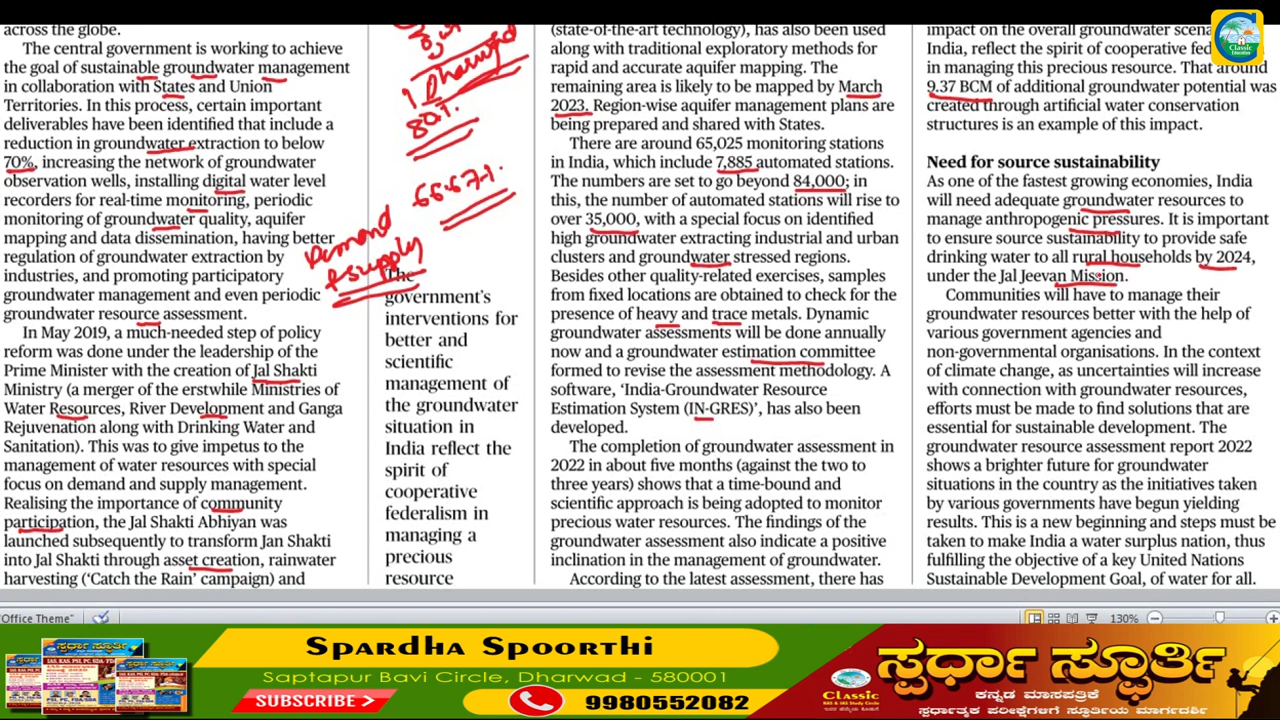 across the globe.
The central government is working to achieve
the goal of sustainable groundwater management
in collaboration with States and Union
Territories. In this process, certain important
deliverables have been identified that include a
reduction in groundwater extraction to below
70%, increasing the network of groundwater
observation wells, installing digital water level
recorders for real-time monitoring, periodic
monitoring of groundwater quality, aquifer
mapping and data dissemination, having better
regulation of groundwater extraction by
industries, and promoting participatory
groundwater management and even periodic
groundwater resource assessment.
In May 2019, a much-needed step of policy
reform was done under the leadership of the
Prime Minister with the creation of Jal Shakti
Ministry (a merger of the erstwhile Ministries of
Water Resources, River Development and Ganga
Rejuvenation along with Drinking Water and
Sanitation). This was to give impetus to the
management of water resources with special
focus on demand and supply management.
Realising the importance of community
participation, the Jal Shakti Abhiyan was
launched subsequently to transform Jan Shakti
into Jal Shakti through asset creation, rainwater
harvesting ('Catch the Rain' campaign) and
80%
66.67%
Demand
+supply
The
government's
interventions for
better and
scientific
management of
the groundwater
situation in
India reflect the
spirit of
cooperative
federalism in
managing a
precious
resource
(state-of-the-art technology), has also been used
along with traditional exploratory methods for
rapid and accurate aquifer mapping. The
remaining area is likely to be mapped by March
2023. Region-wise aquifer management plans are
being prepared and shared with States.
There are around 65,025 monitoring stations
in India, which include 7,885 automated stations.
The numbers are set to go beyond 84,000; in
this, the number of automated stations will rise to
over 35,000, with a special focus on identified
high groundwater extracting industrial and urban
clusters and groundwater stressed regions.
Besides other quality-related exercises, samples
from fixed locations are obtained to check for the
presence of heavy and trace metals. Dynamic
groundwater assessments will be done annually
now and a groundwater estimation committee
formed to revise the assessment methodology. A
software, 'India-Groundwater Resource
Estimation System (IN-GRES)', has also been
developed.
The completion of groundwater assessment in
2022 in about five months (against the two to
three years) shows that a time-bound and
scientific approach is being adopted to monitor
precious water resources. The findings of the
groundwater assessment also indicate a positive
inclination in the management of groundwater.
According to the latest assessment, there has
impact on the overall groundwater scena
India, reflect the spirit of cooperative fed
in managing this precious resource. That around
9.37 BCM of additional groundwater potential was
created through artificial water conservation
structures is an example of this impact.
Need for source sustainability
As one of the fastest growing economies, India
will need adequate groundwater resources to
manage anthropogenic pressures. It is important
to ensure source sustainability to provide safe
drinking water to all rural households by 2024,
under the Jal Jeevan Mission.
Communities will have to manage their
groundwater resources better with the help of
various government agencies and
non-governmental organisations. In the context
of climate change, as uncertainties will increase
with connection with groundwater resources,
efforts must be made to find solutions that are
essential for sustainable development. The
groundwater resource assessment report 2022
shows a brighter future for groundwater
situations in the country as the initiatives taken
by various governments have begun yielding
results. This is a new beginning and steps must be
taken to make India a water surplus nation, thus
fulfilling the objective of a key United Nations
Sustainable Development Goal, of water for all.
Classic
"Office Theme"
130%
Spardha Spoorthi
Saptapur Bavi Circle, Dharwad - 580001
SUBSCRIBE
9980552082
ಸ್ಪರ್ಧಾ ಸ್ಫೂರ್ತಿ
ಸ್ಪರ್ಧಾ ಸ್ಫೂರ್ತಿ
ಕನ್ನಡ ಮಾಸಪತ್ರಿಕೆ
ಸ್ಪರ್ಧಾತ್ಮಕ ಪರೀಕ್ಷೆಗಳಿಗೆ ಸ್ಫೂರ್ತಿಯ ಮಾರ್ಗದರ್ಶಿ
Classic
KAS & IAS Study Circle